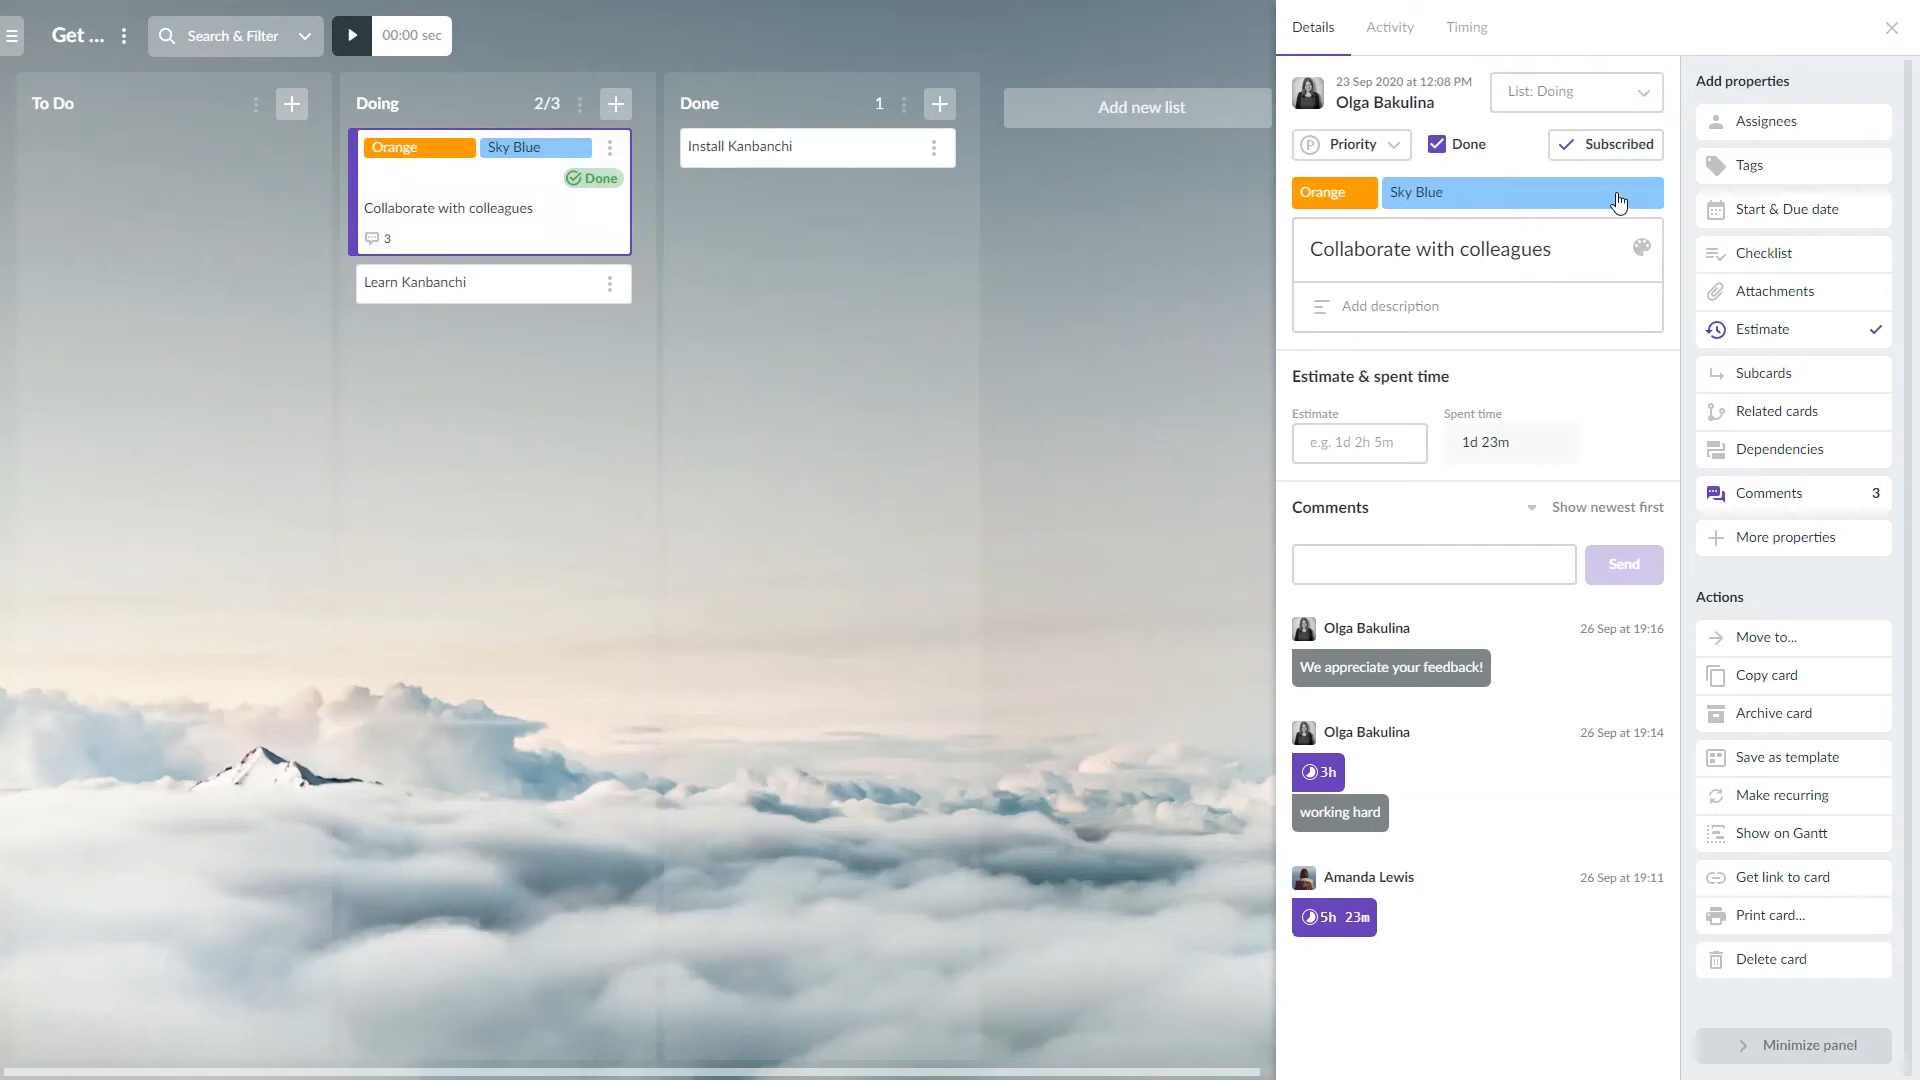 Get ...
Search & Filter
00:00 sec
To Do
Doing
2/3
Orange
Sky Blue
Done
Collaborate with colleagues
3
Learn Kanbanchi
Done
1
Install Kanbanchi
Add new list
Details
Activity
Timing
23 Sep 2020 at 12:08 PM
Olga Bakulina
List: Doing
P Priority
Done
Subscribed
Orange
Sky Blue
Collaborate with colleagues
Add description
Estimate & spent time
Estimate
Spent time
e.g. 1d 2h 5m
1d 23m
Comments
Show newest first
Send
Olga Bakulina
26 Sep at 19:16
We appreciate your feedback!
Olga Bakulina
26 Sep at 19:14
3h
working hard
Amanda Lewis
26 Sep at 19:11
5h 23m
Add properties
Assignees
Tags
Start & Due date
Checklist
Attachments
Estimate
Subcards
Related cards
Dependencies
Comments
3
More properties
Actions
Move to...
Copy card
Archive card
Save as template
Make recurring
Show on Gantt
Get link to card
Print card...
Delete card
Minimize panel